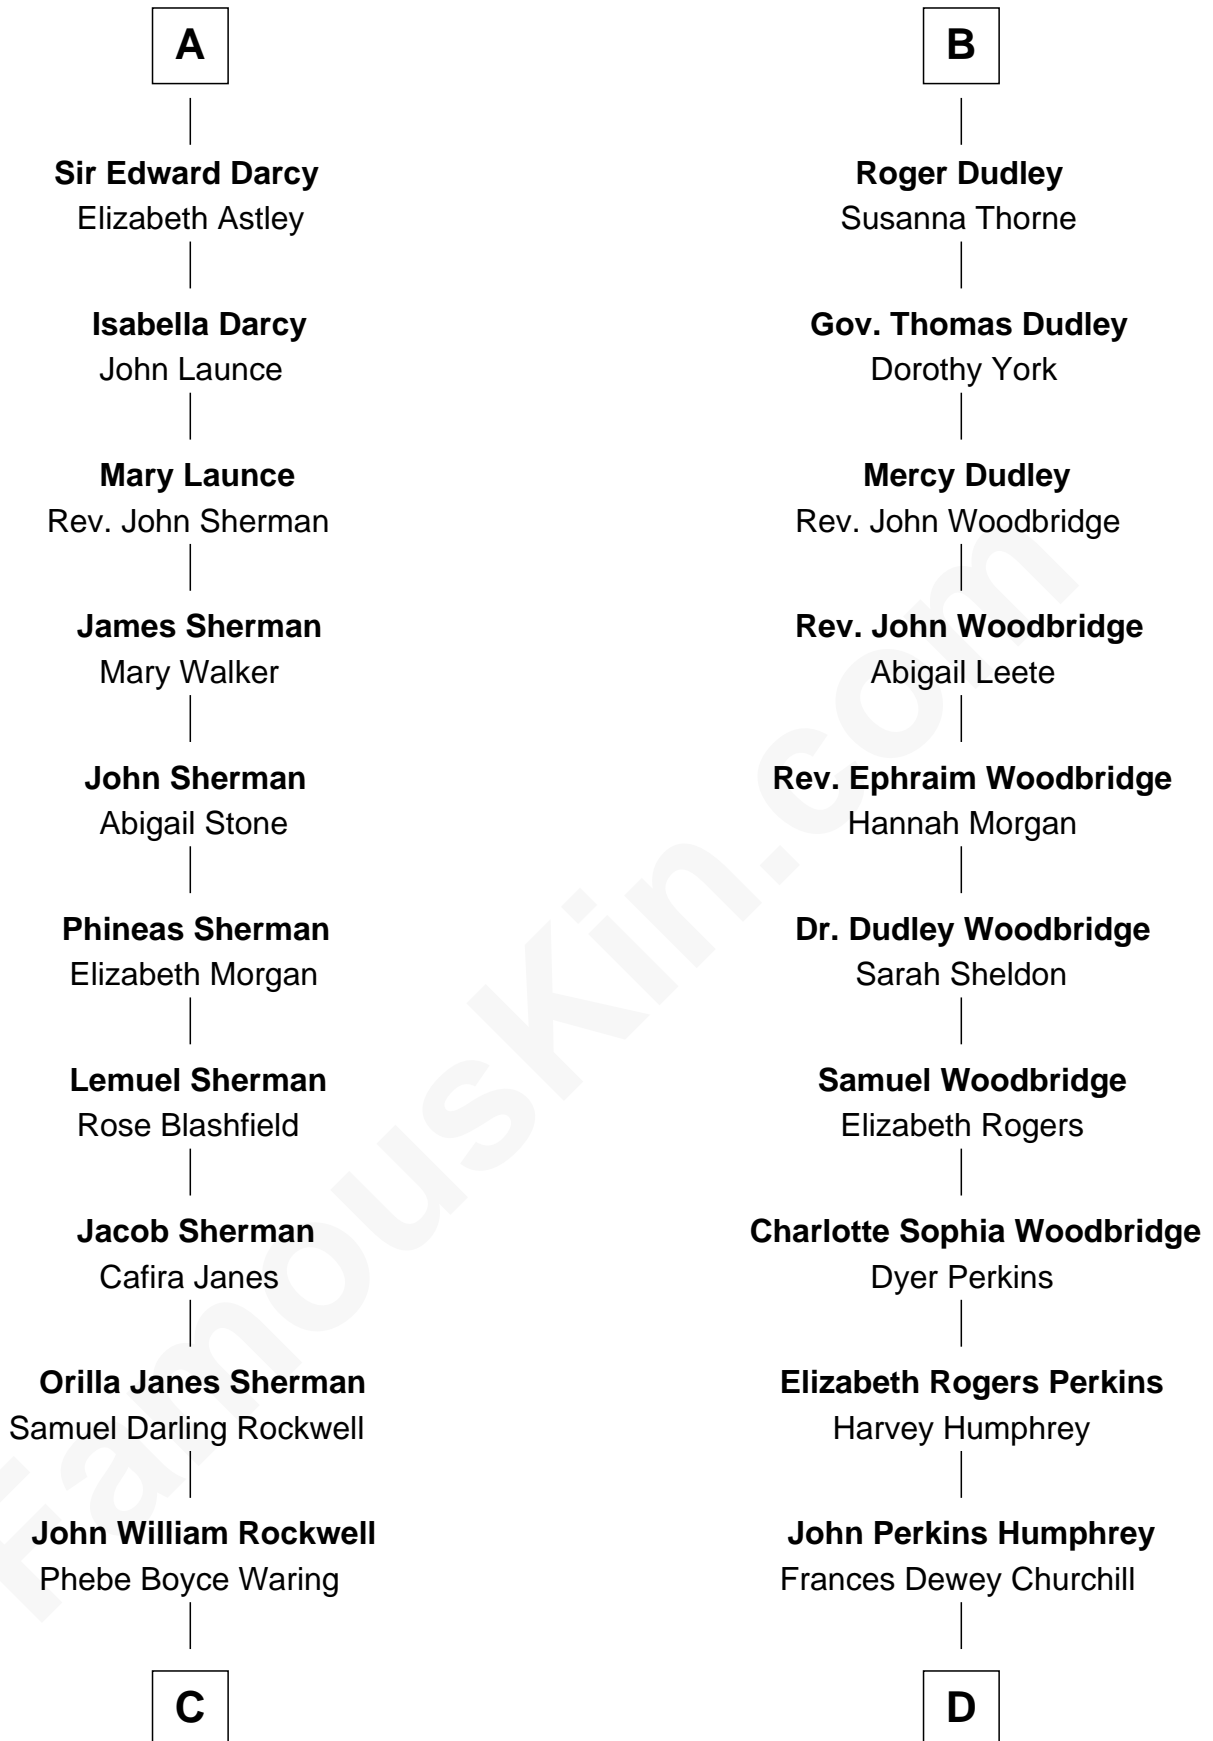 A
Sir Edward Darcy
Elizabeth Astley
Isabella Darcy
John Launce
Mary Launce
Rev. John Sherman
James Sherman
Mary Walker
John Sherman
Abigail Stone
Phineas Sherman
Elizabeth Morgan
Lemuel Sherman
Rose Blashfield
Jacob Sherman
Cafira Janes
Orilla Janes Sherman
Samuel Darling Rockwell
John William Rockwell
Phebe Boyce Waring
C
B
Roger Dudley
Susanna Thorne
Gov. Thomas Dudley
Dorothy York
Mercy Dudley
Rev. John Woodbridge
Rev. John Woodbridge
Abigail Leete
Rev. Ephraim Woodbridge
Hannah Morgan
Dr. Dudley Woodbridge
Sarah Sheldon
Samuel Woodbridge
Elizabeth Rogers
Charlotte Sophia Woodbridge
Dyer Perkins
Elizabeth Rogers Perkins
Harvey Humphrey
John Perkins Humphrey
Frances Dewey Churchill
D
FamousKin.com